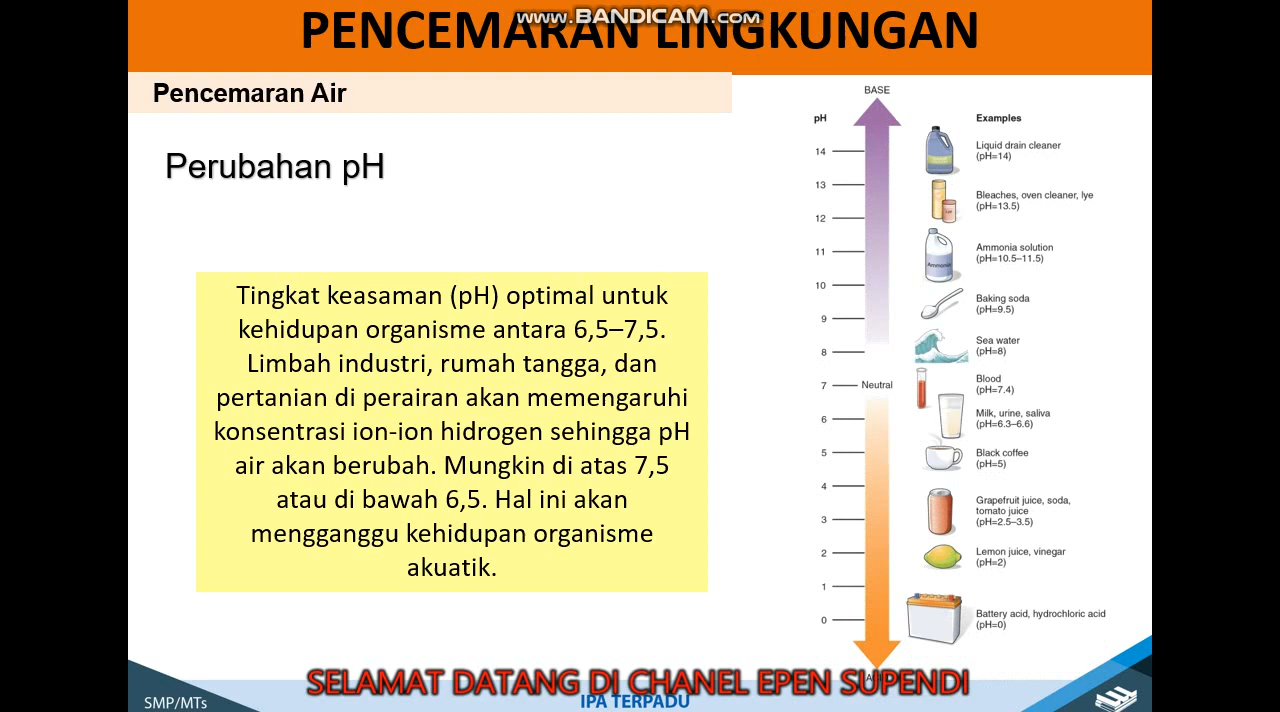 WWW.BANDICAM.COM
PENCEMARAN LINGKUNGAN
Pencemaran Air
Perubahan pH
Tingkat keasaman (pH) optimal untuk
kehidupan organisme antara 6,5–7,5.
Limbah industri, rumah tangga, dan
pertanian di perairan akan memengaruhi
konsentrasi ion-ion hidrogen sehingga pH
air akan berubah. Mungkin di atas 7,5
atau di bawah 6,5. Hal ini akan
mengganggu kehidupan organisme
akuatik.
BASE
pH
Examples
14
Liquid drain cleaner
(pH=14)
13
Bleaches, oven cleaner, lye
(pH=13.5)
12
11
Ammonia solution
(pH=10.5–11.5)
Ammonia
10
Baking soda
(pH=9.5)
9
Sea water
(pH=8)
8
7
Neutral
Blood
(pH=7.4)
6
Milk, urine, saliva
(pH=6.3–6.6)
5
Black coffee
(pH=5)
4
Grapefruit juice, soda,
tomato juice
(pH=2.5–3.5)
3
2
Lemon juice, vinegar
(pH=2)
1
0
Battery acid, hydrochloric acid
(pH=0)
SELAMAT DATANG DI CHANEL EPEN SUPENDI
SMP/MTs
IPA TERPADU